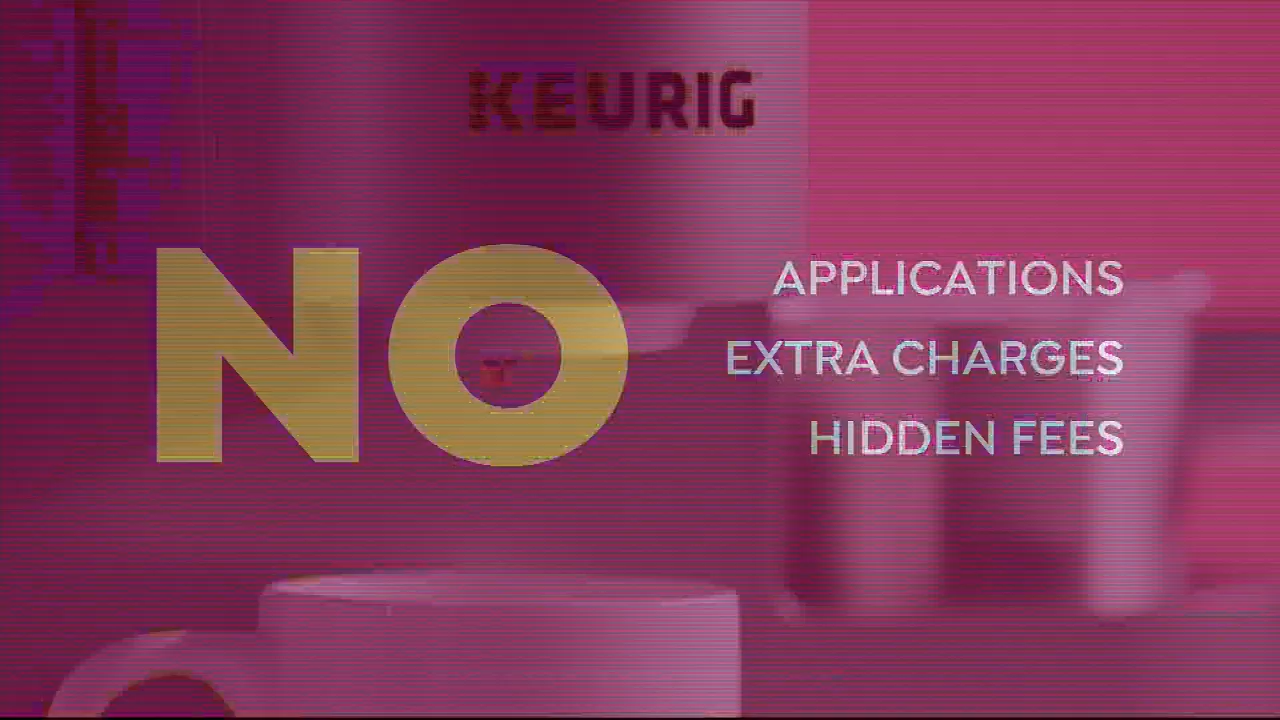 KEURIG
NO
APPLICATIONS
EXTRA CHARGES
HIDDEN FEES